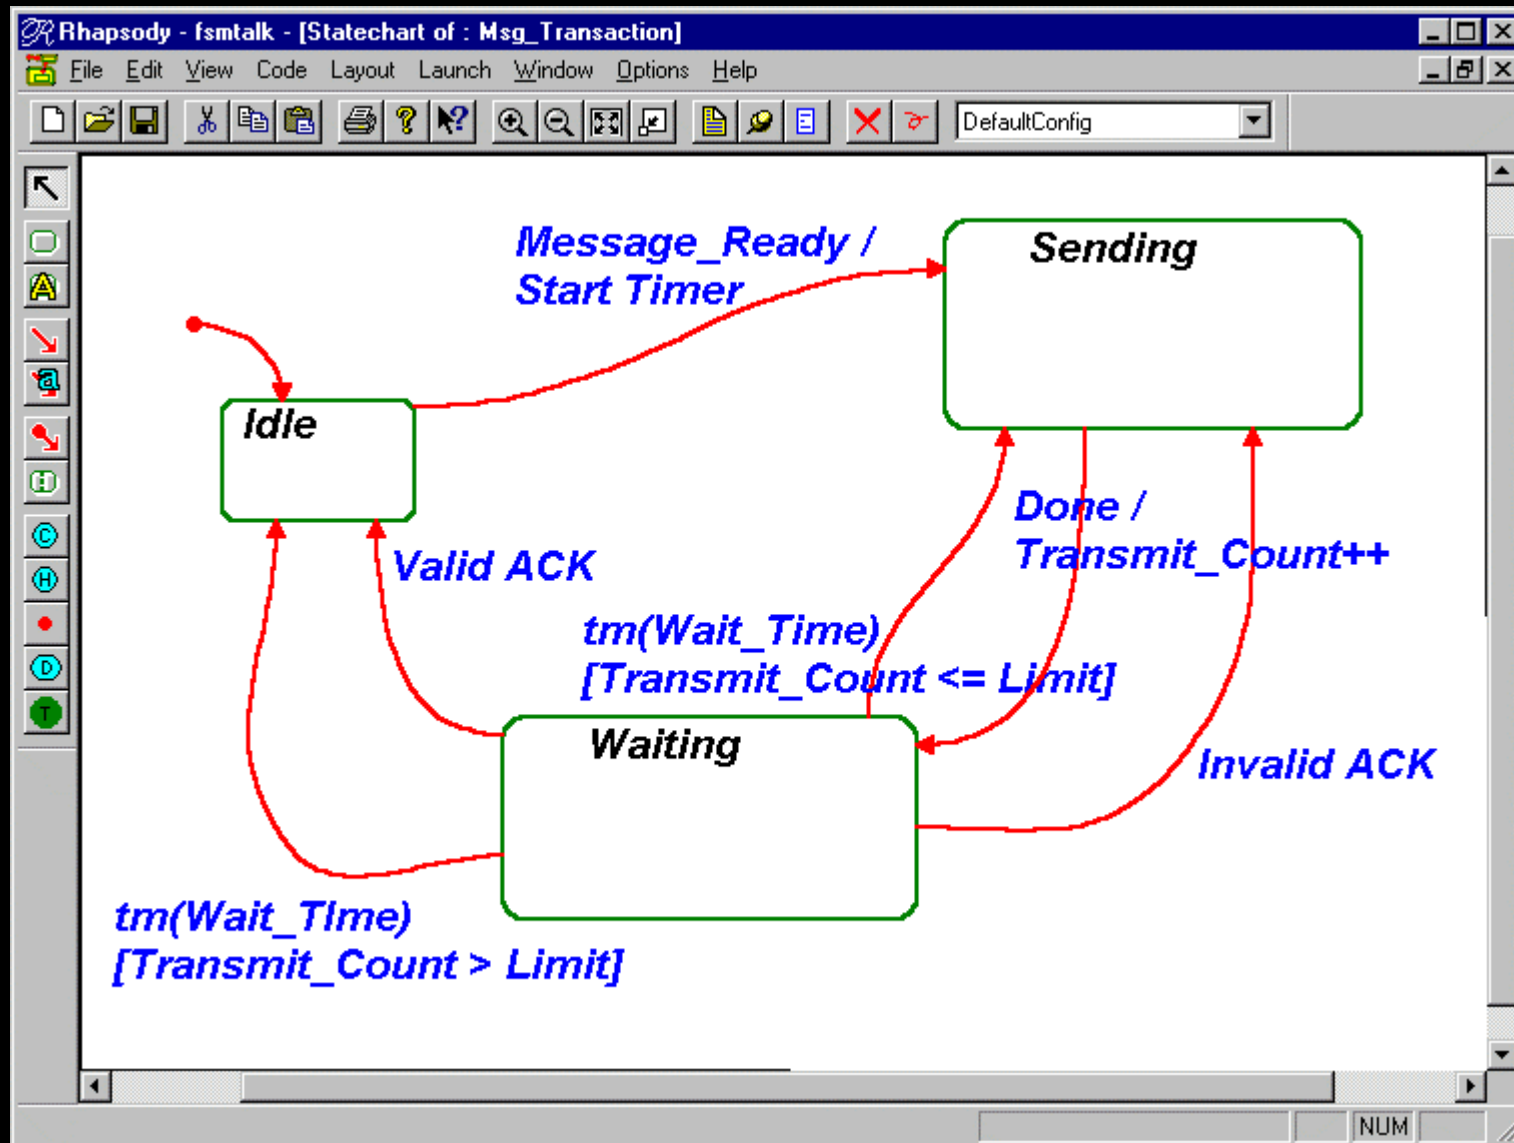 Rhapsody - fsmtalk - [Statechart of : Msg_Transaction]
File Edit View Code Layout Launch Window Options Help
DefaultConfig
A
a
C
H
D
T
Message_Ready /
Start Timer
Sending
Idle
Done /
Transmit_Count++
Valid ACK
tm(Wait_Time)
[Transmit_Count <= Limit]
Waiting
Invalid ACK
tm(Wait_TIme)
[Transmit_Count > Limit]
NUM